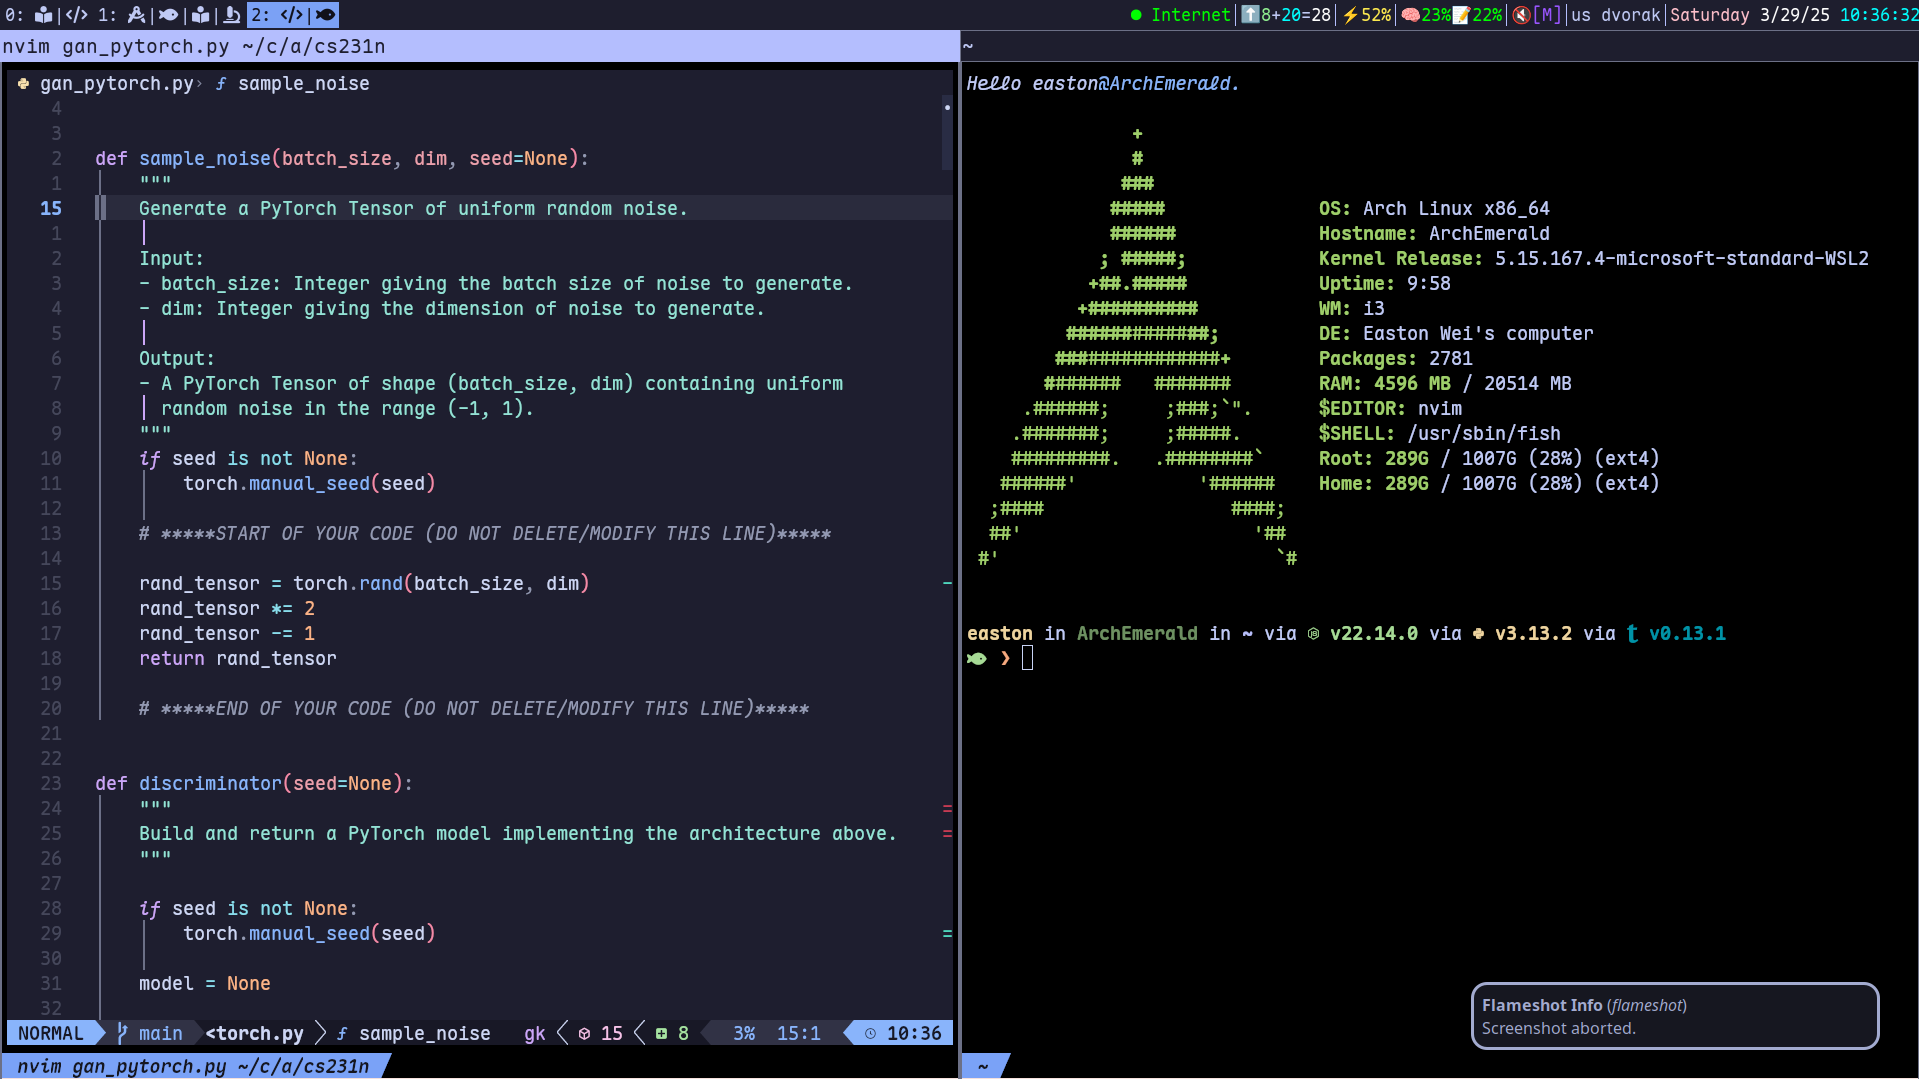 0: | </> 1: | | | 2: </> |
● Internet|⬆8+20=28|⚡52%|🧠23%📝22%|🔇[M]|us dvorak|Saturday 3/29/25 10:36:32
nvim gan_pytorch.py ~/c/a/cs231n
gan_pytorch.py› ƒ sample_noise
4
3
2 def sample_noise(batch_size, dim, seed=None):
1 """
15 Generate a PyTorch Tensor of uniform random noise.
1
2 Input:
3 - batch_size: Integer giving the batch size of noise to generate.
4 - dim: Integer giving the dimension of noise to generate.
5
6 Output:
7 - A PyTorch Tensor of shape (batch_size, dim) containing uniform
8 random noise in the range (-1, 1).
9 """
10 if seed is not None:
11 torch.manual_seed(seed)
12
13 # *****START OF YOUR CODE (DO NOT DELETE/MODIFY THIS LINE)*****
14
15 rand_tensor = torch.rand(batch_size, dim)
16 rand_tensor *= 2
17 rand_tensor -= 1
18 return rand_tensor
19
20 # *****END OF YOUR CODE (DO NOT DELETE/MODIFY THIS LINE)*****
21
22
23 def discriminator(seed=None):
24 """
25 Build and return a PyTorch model implementing the architecture above.
26 """
27
28 if seed is not None:
29 torch.manual_seed(seed)
30
31 model = None
32
NORMAL main <torch.py ƒ sample_noise gk 15 8 3% 15:1 10:36
nvim gan_pytorch.py ~/c/a/cs231n
~
Hello easton@ArchEmerald.
+
#
###
#####
######
; #####;
+##.#####
+##########
#############;
###############+
####### #######
.######; ;###;`".
.#######; ;#####.
#########. .########`
######' '######
;#### ####;
##' '##
#' `#
OS: Arch Linux x86_64
Hostname: ArchEmerald
Kernel Release: 5.15.167.4-microsoft-standard-WSL2
Uptime: 9:58
WM: i3
DE: Easton Wei's computer
Packages: 2781
RAM: 4596 MB / 20514 MB
$EDITOR: nvim
$SHELL: /usr/sbin/fish
Root: 289G / 1007G (28%) (ext4)
Home: 289G / 1007G (28%) (ext4)
easton in ArchEmerald in ~ via v22.14.0 via v3.13.2 via t v0.13.1
❯
Flameshot Info (flameshot)
Screenshot aborted.
~